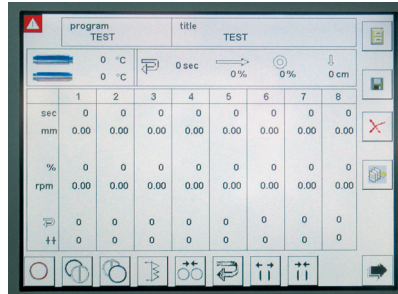 program title
TEST TEST
0 °C 0 sec 0% 0% 0 cm
0 °C
1 2 3 4 5 6 7 8
sec 0 0 0 0 0 0 0 0
mm 0.00 0.00 0.00 0.00 0.00 0.00 0.00 0.00
% 0 0 0 0 0 0 0 0
rpm 0.00 0.00 0.00 0.00 0.00 0.00 0.00 0.00
0 0 0 0 0 0 0 0
0 0 0 0 0 0 0 0